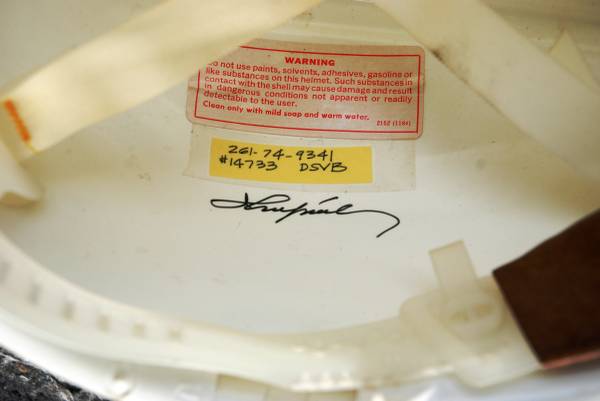 WARNING
Do not use paints, solvents, adhesives, gasoline or
like substances on this helmet. Such substances in
contact with the shell may cause damage and result
in dangerous conditions not apparent or readily
detectable to the user.
Clean only with mild soap and warm water.
2152 (1184)
261-74-9341
#14733 DSVB